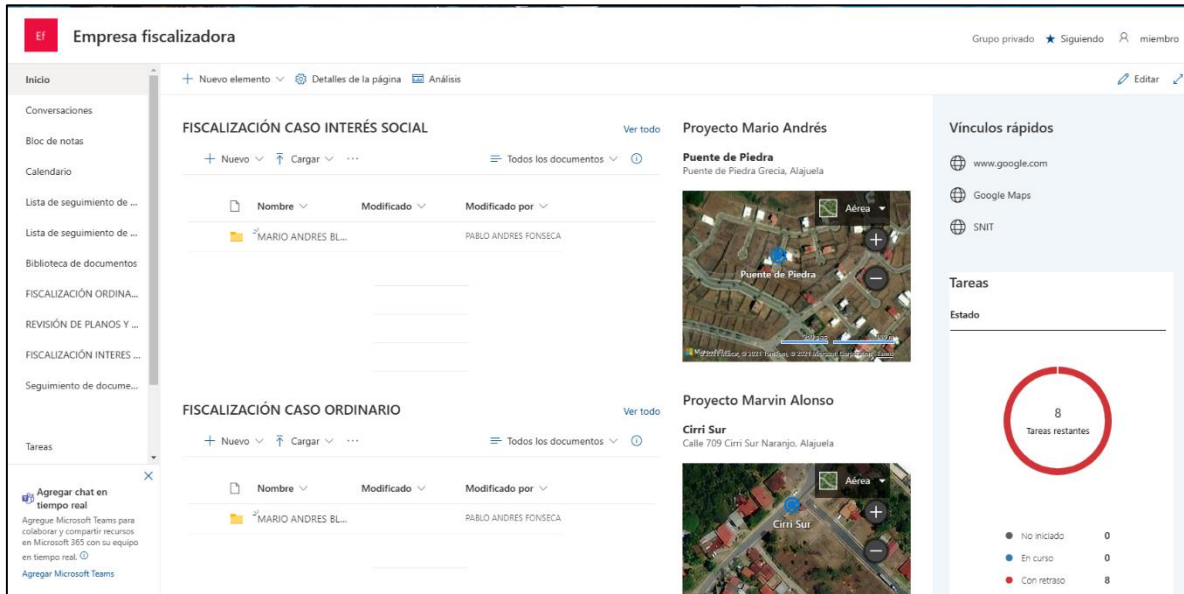 Ef
Empresa fiscalizadora
Grupo privado ★ Siguiendo miembro
Inicio
Conversaciones
Bloc de notas
Calendario
Lista de seguimiento de ...
Lista de seguimiento de ...
Biblioteca de documentos
FISCALIZACIÓN ORDINA...
REVISIÓN DE PLANOS Y ...
FISCALIZACIÓN INTERES ...
Seguimiento de docume...
Tareas
Agregar chat en
tiempo real
Agregue Microsoft Teams para
colaborar y compartir recursos
en Microsoft 365 con su equipo
en tiempo real.
Agregar Microsoft Teams
+ Nuevo elemento Detalles de la página Análisis
Editar
FISCALIZACIÓN CASO INTERÉS SOCIAL Ver todo
+ Nuevo Cargar ... Todos los documentos
Nombre Modificado Modificado por
MARIO ANDRES BL... PABLO ANDRES FONSECA
FISCALIZACIÓN CASO ORDINARIO Ver todo
+ Nuevo Cargar ... Todos los documentos
Nombre Modificado Modificado por
MARIO ANDRES BL... PABLO ANDRES FONSECA
Proyecto Mario Andrés
Puente de Piedra
Puente de Piedra Grecia, Alajuela
Aérea
Puente de Piedra
Proyecto Marvin Alonso
Cirri Sur
Calle 709 Cirri Sur Naranjo, Alajuela
Aérea
Cirri Sur
Vínculos rápidos
www.google.com
Google Maps
SNIT
Tareas
Estado
8
Tareas restantes
No iniciado 0
En curso 0
Con retraso 8